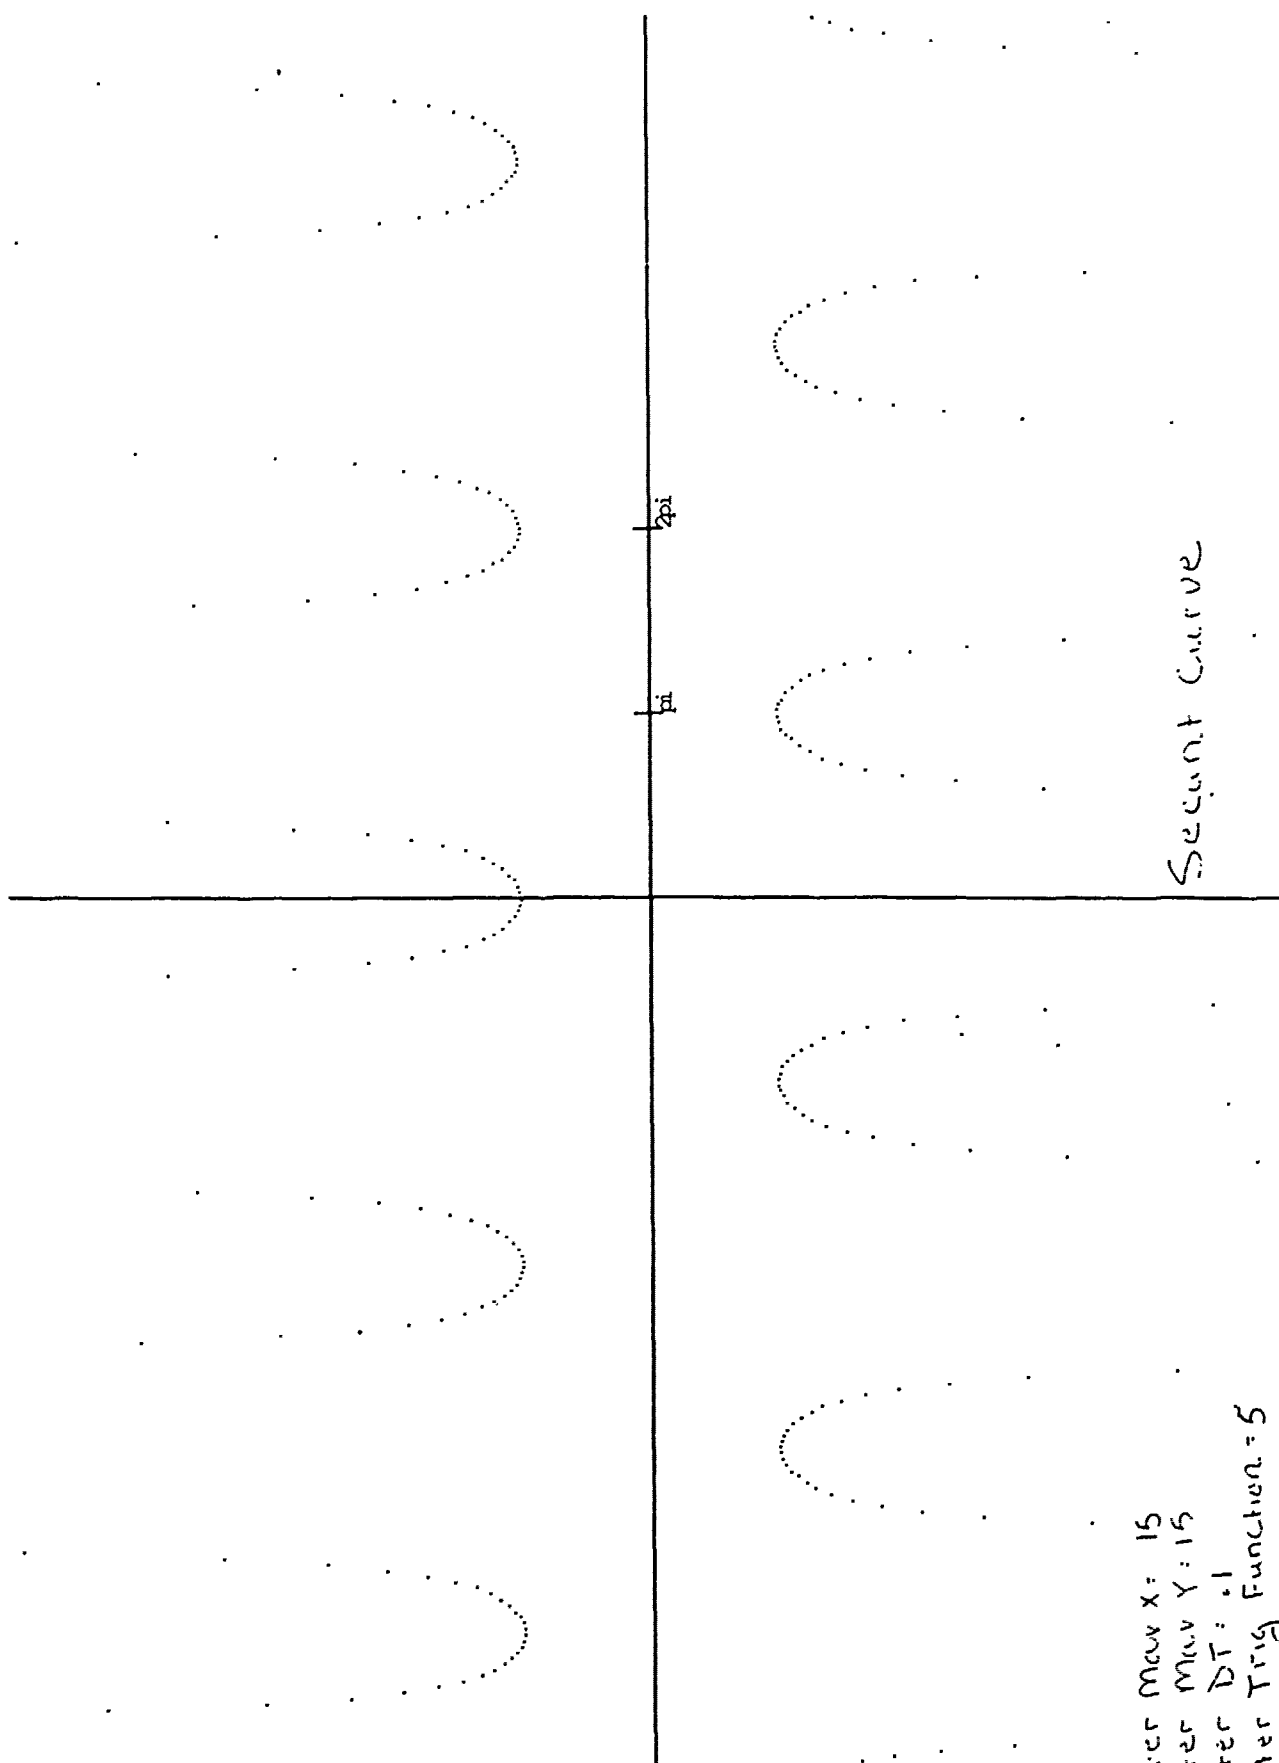 2pi
pi
Secant Curve
Max X: 15
Max Y: 15
DT: .1
Trig Function = 5